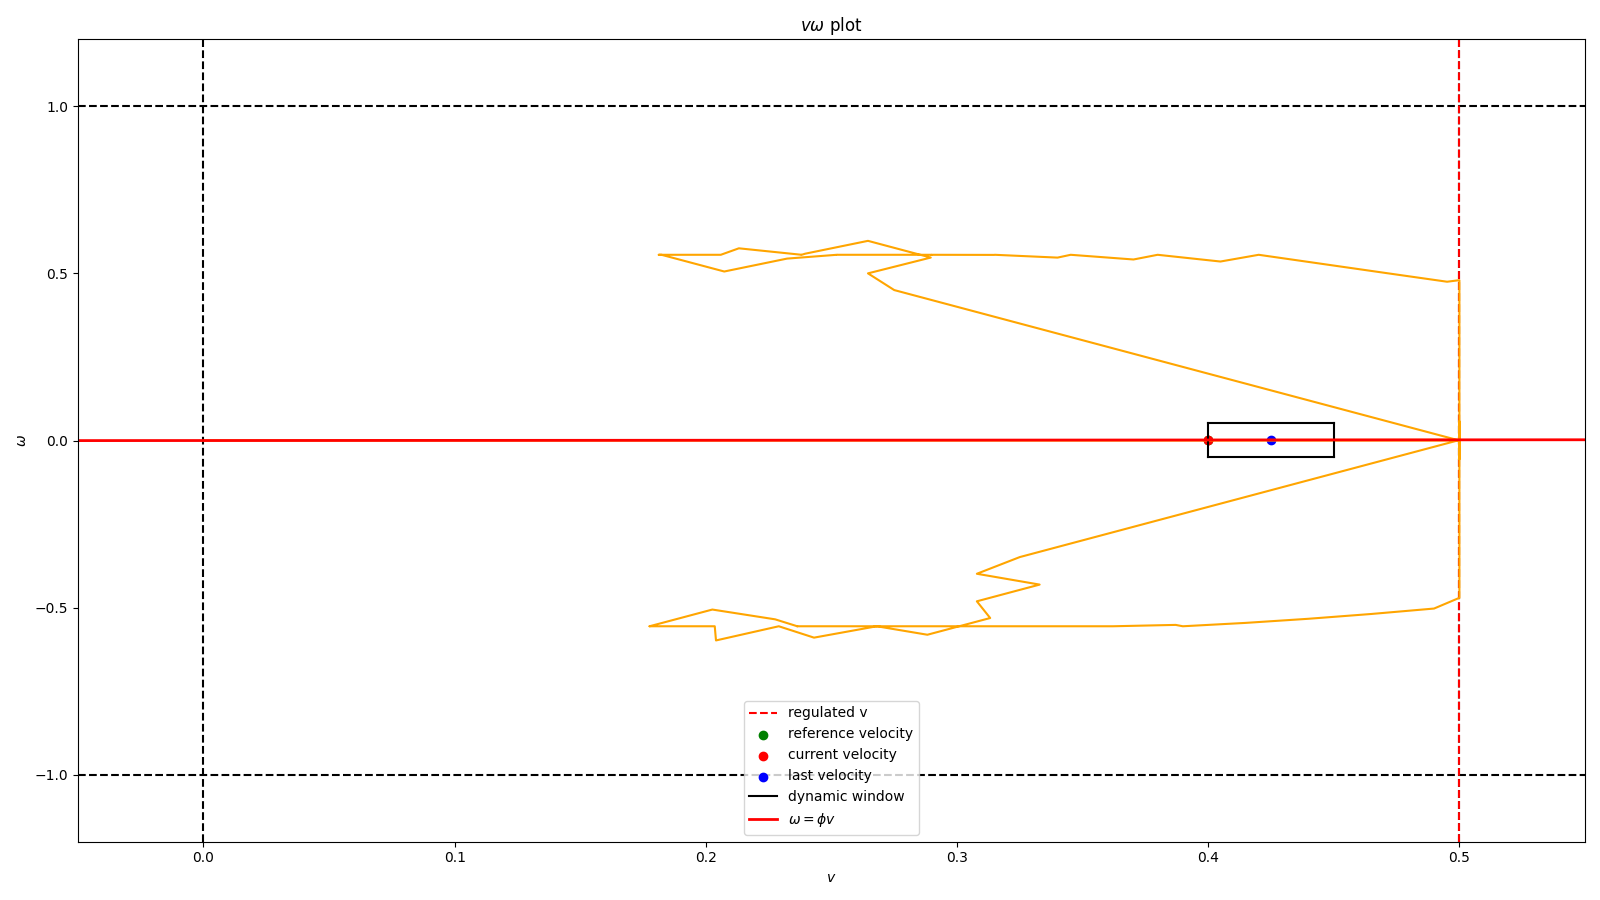 vω plot
1.0
0.5
0.0
−0.5
−1.0
ω
regulated v
reference velocity
current velocity
last velocity
dynamic window
ω = ϕv
0.0 0.1 0.2 0.3 0.4 0.5
v